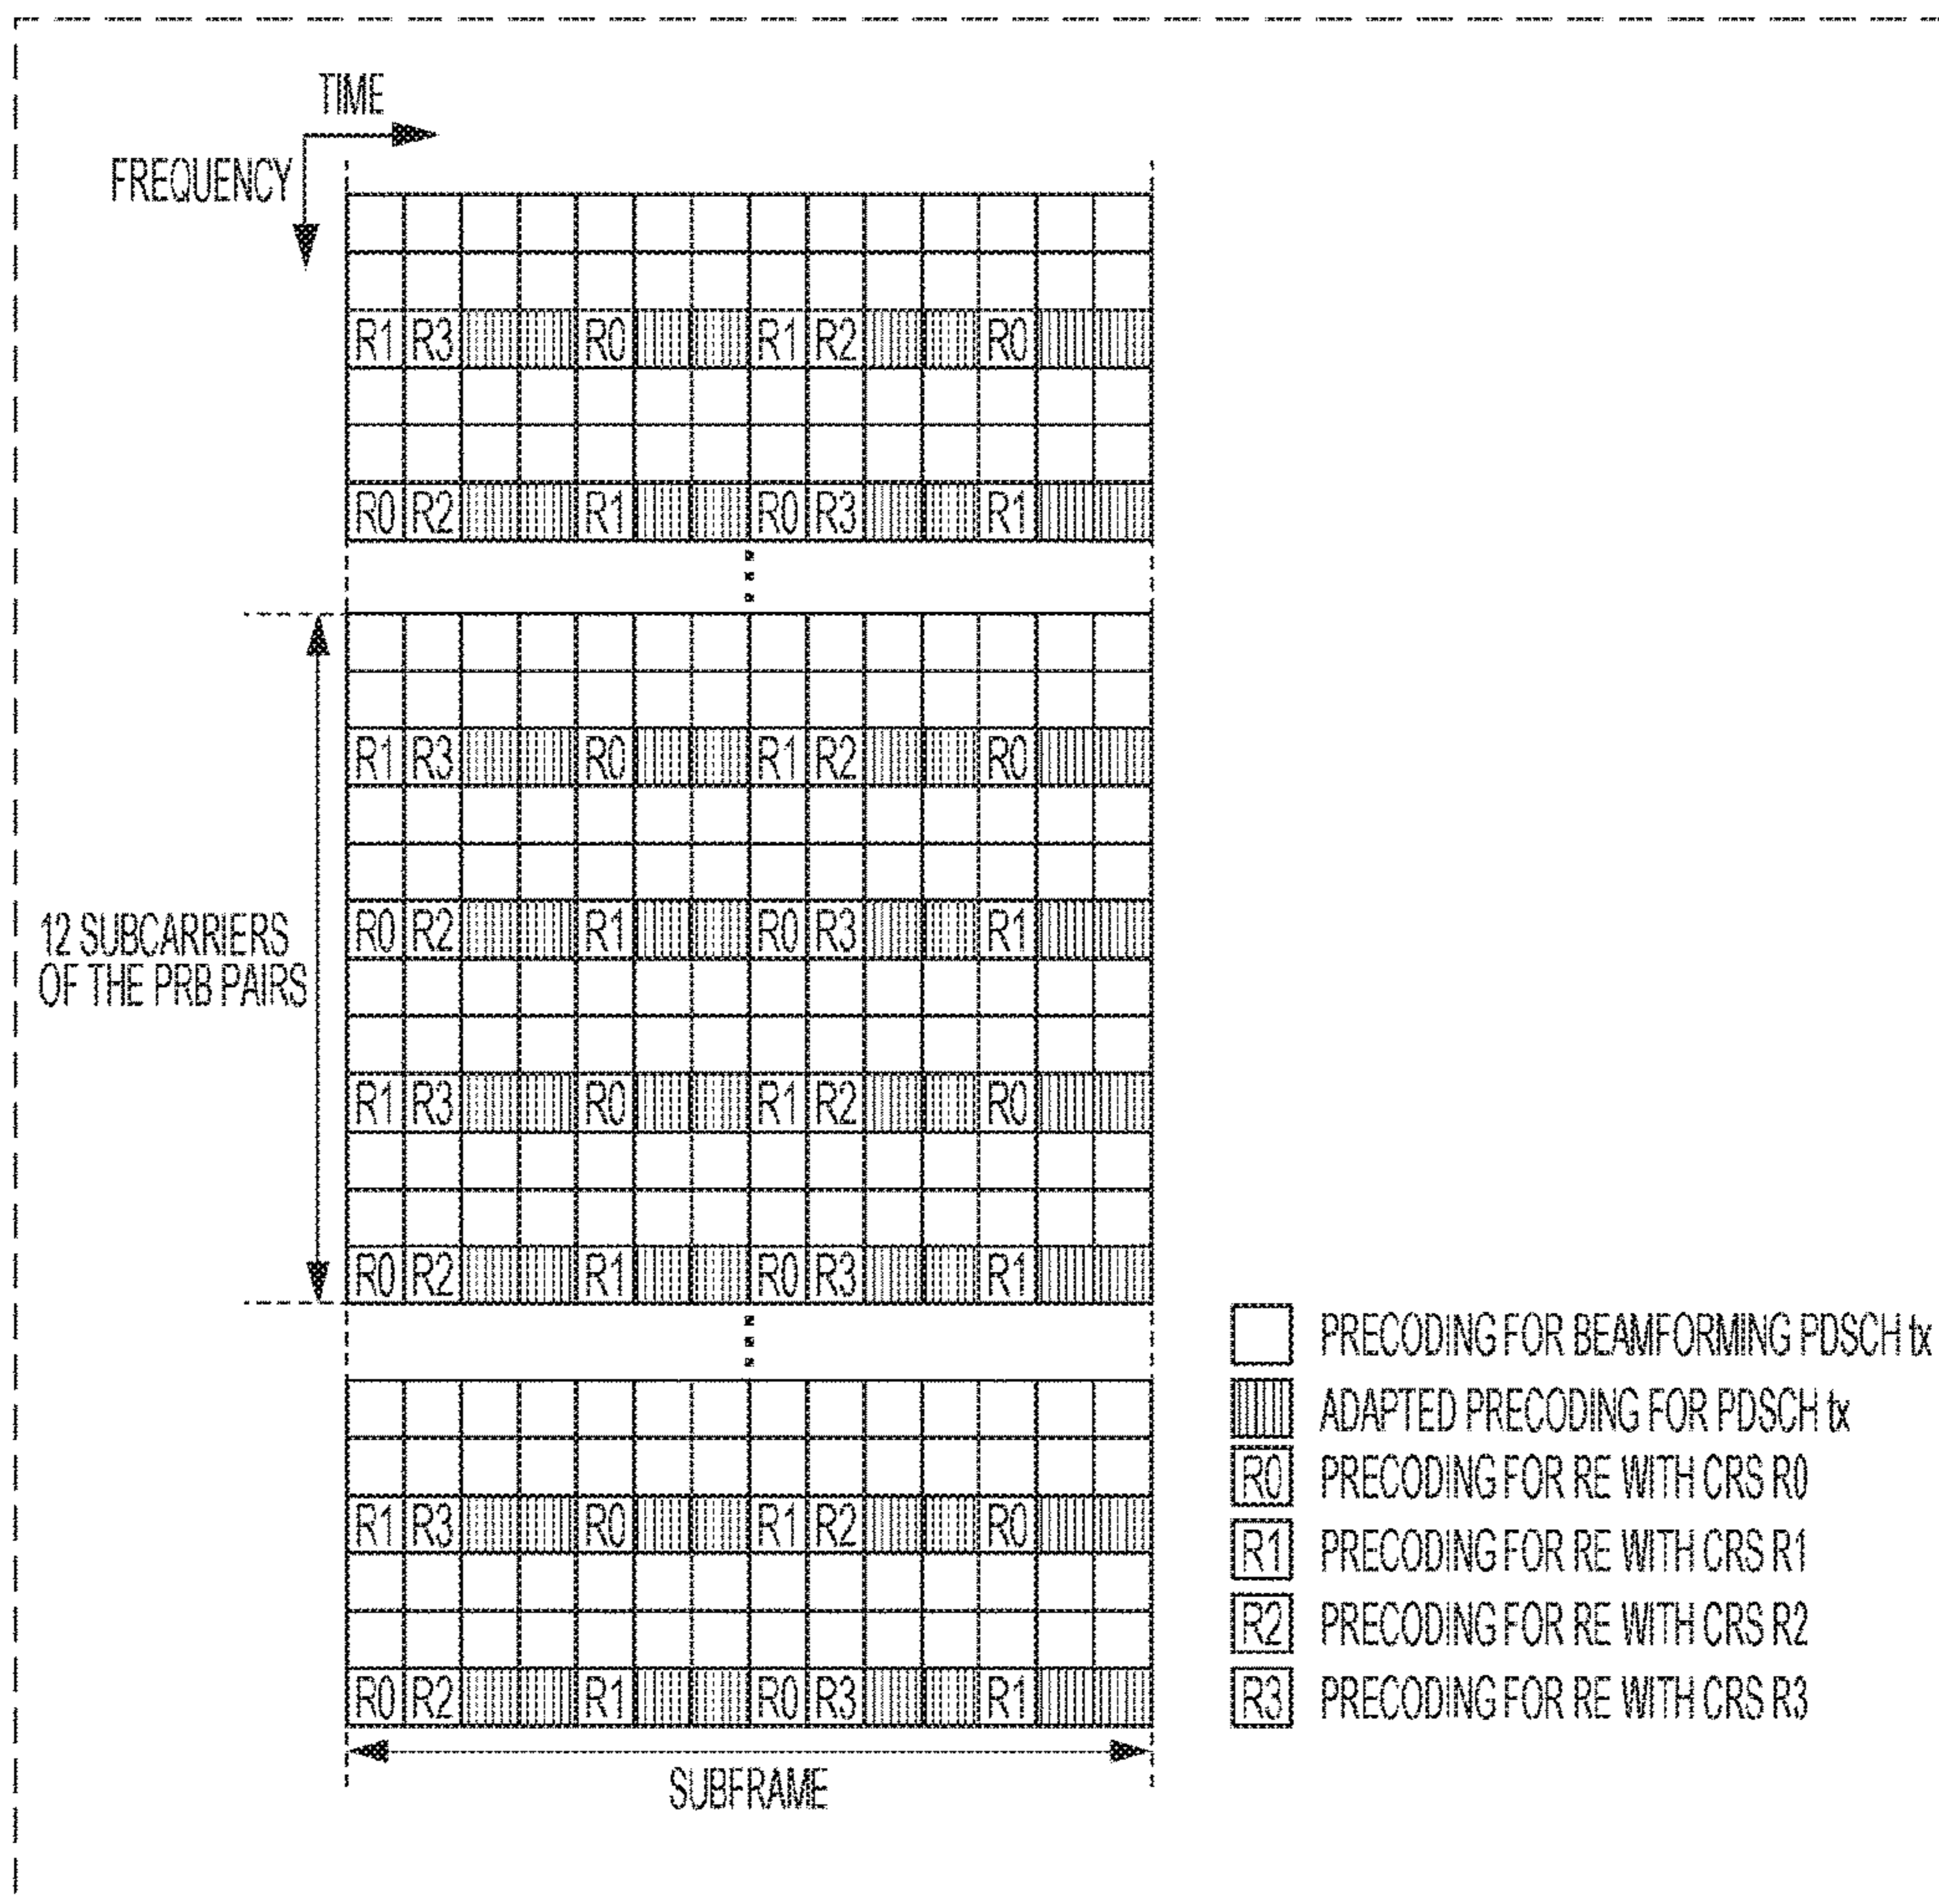 TIME
FREQUENCY
R1 R3 R0 R1 R2 R0
R0 R2 R1 R0 R3 R1
R1 R3 R0 R1 R2 R0
R0 R2 R1 R0 R3 R1
12 SUBCARRIERS
OF THE PRB PAIRS
R1 R3 R0 R1 R2 R0
R0 R2 R1 R0 R3 R1
PRECODING FOR BEAMFORMING PDSCH tx
ADAPTED PRECODING FOR PDSCH tx
R0 PRECODING FOR RE WITH CRS R0
R1 PRECODING FOR RE WITH CRS R1
R2 PRECODING FOR RE WITH CRS R2
R3 PRECODING FOR RE WITH CRS R3
R1 R3 R0 R1 R2 R0
R0 R2 R1 R0 R3 R1
SUBFRAME